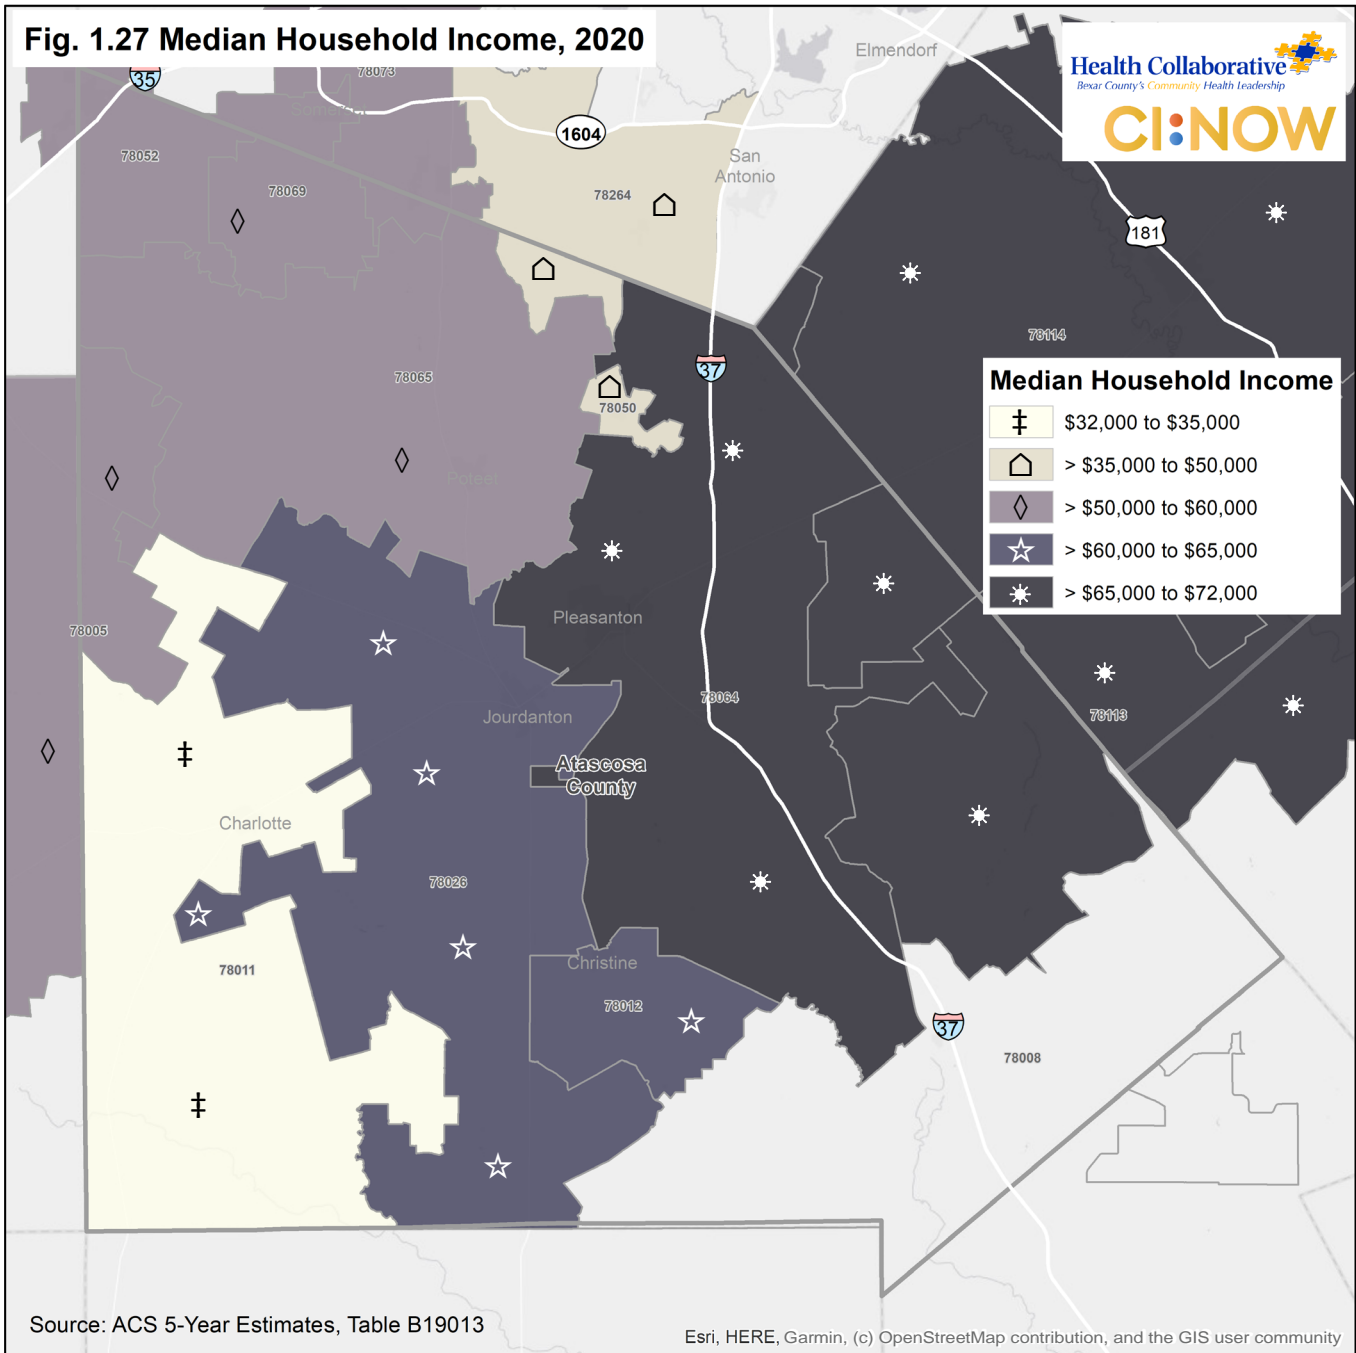 Fig. 1.27 Median Household Income, 2020
Elmendorf
Health Collaborative
Bexar County's Community Health Leadership
CI:NOW
35
78073
Somerset
1604
78052
San
Antonio
78069
78264
181
78114
37
78065
78050
Median Household Income
$32,000 to $35,000
> $35,000 to $50,000
> $50,000 to $60,000
> $60,000 to $65,000
> $65,000 to $72,000
Poteet
Pleasanton
78005
78064
Jourdanton
78113
Atascosa
County
Charlotte
78026
Christine
78011
78012
37
78008
Source: ACS 5-Year Estimates, Table B19013
Esri, HERE, Garmin, (c) OpenStreetMap contribution, and the GIS user community